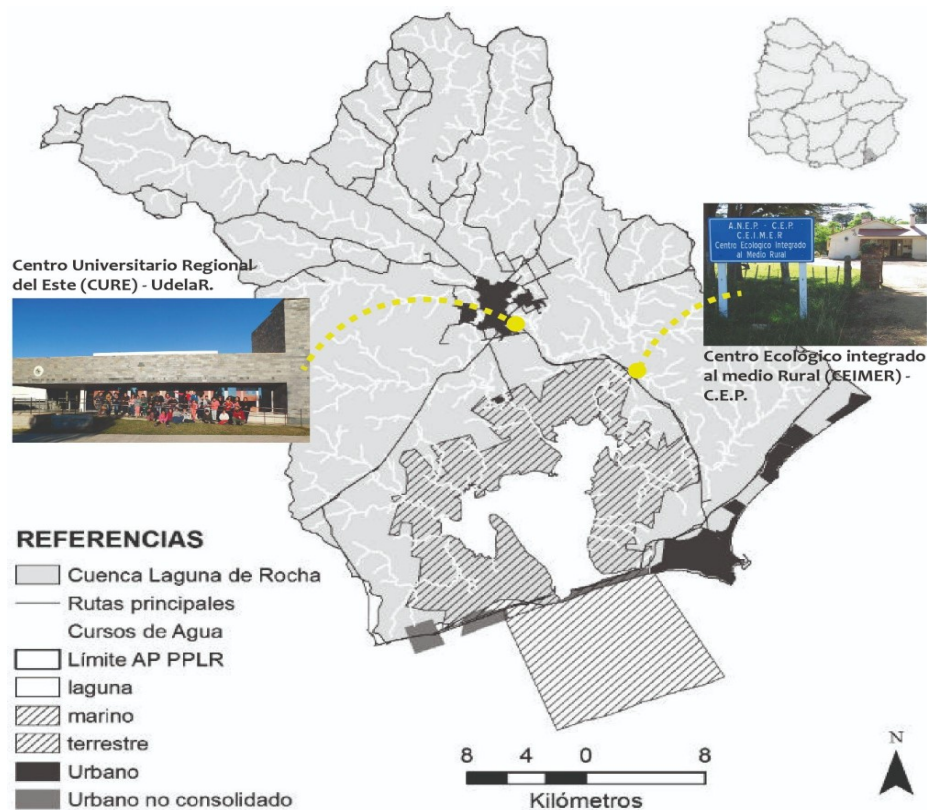 Centro Universitario Regional
del Este (CURE) - UdelaR.
A.N.E.P. - C.E.P.
C.E.I.M.E.R
Centro Ecologico Integrado
al Medio Rural
Centro Ecológico integrado
al medio Rural (CEIMER) -
C.E.P.
REFERENCIAS
Cuenca Laguna de Rocha
Rutas principales
Cursos de Agua
Límite AP PPLR
laguna
marino
terrestre
Urbano
Urbano no consolidado
8 4 0 8
Kilómetros
N